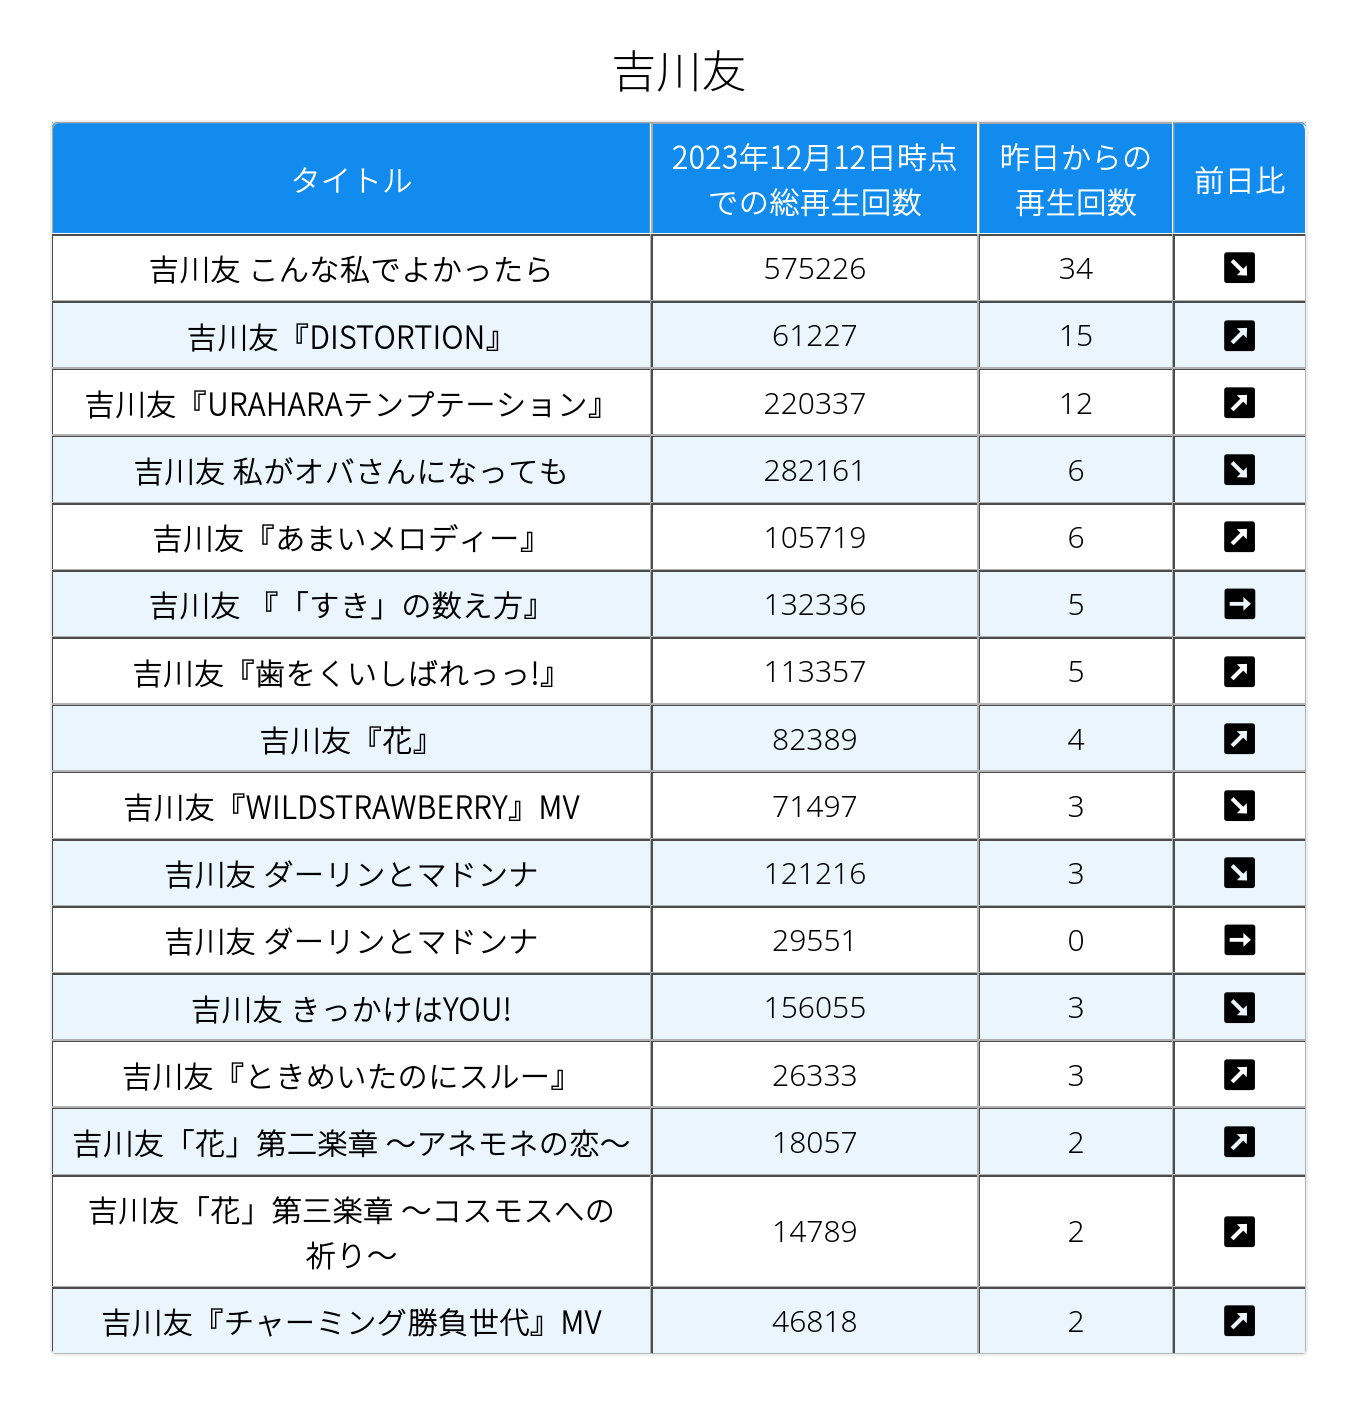 吉川友
タイトル
2023年12月12日時点
での総再生回数
昨日からの
再生回数
前日比
吉川友 こんな私でよかったら 575226 34
吉川友『DISTORTION』 61227 15
吉川友『URAHARAテンプテーション』 220337 12
吉川友 私がオバさんになっても 282161 6
吉川友『あまいメロディー』 105719 6
吉川友 『「すき」の数え方』 132336 5
吉川友『歯をくいしばれっっ!』 113357 5
吉川友『花』 82389 4
吉川友『WILDSTRAWBERRY』MV 71497 3
吉川友 ダーリンとマドンナ 121216 3
吉川友 ダーリンとマドンナ 29551 0
吉川友 きっかけはYOU! 156055 3
吉川友『ときめいたのにスルー』 26333 3
吉川友「花」第二楽章 〜アネモネの恋〜 18057 2
吉川友「花」第三楽章 〜コスモスへの
祈り〜 14789 2
吉川友『チャーミング勝負世代』MV 46818 2